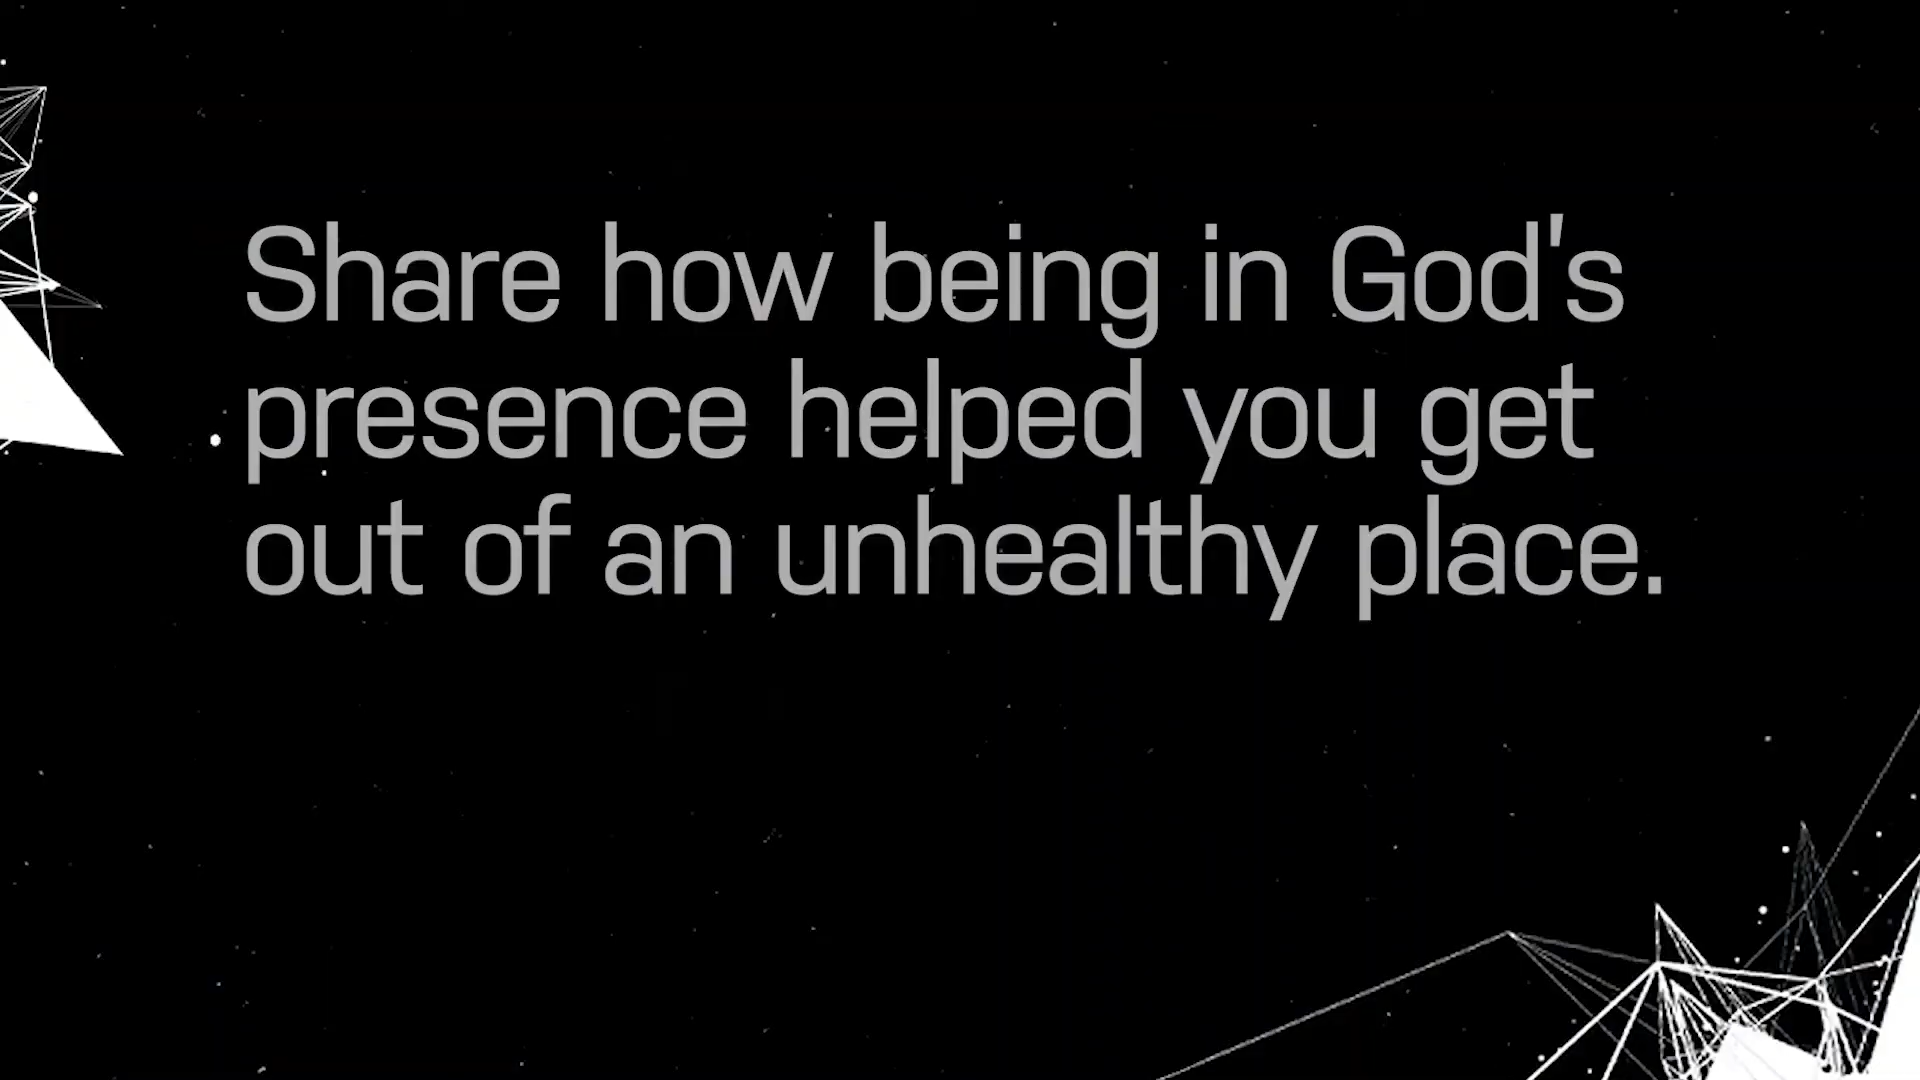 Share how being in God's
presence helped you get
out of an unhealthy place.